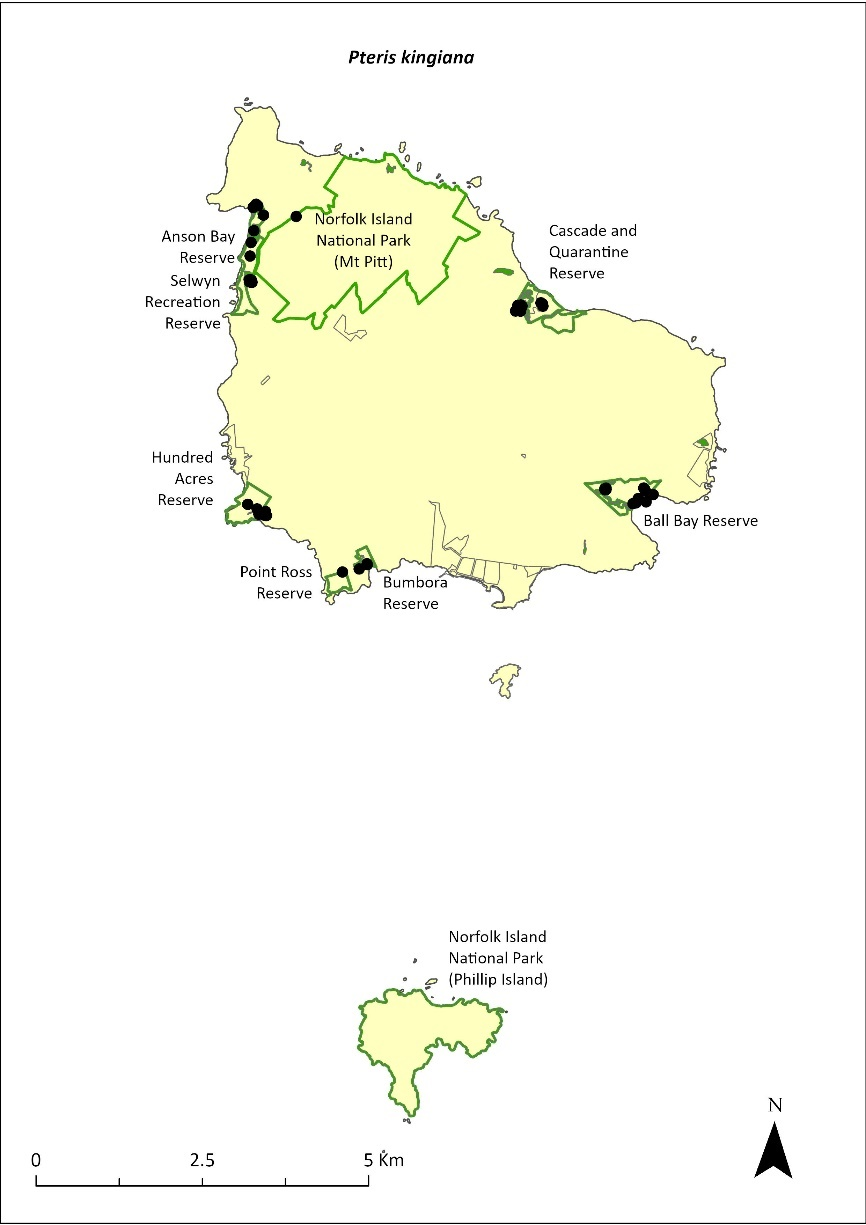 Pteris kingiana
Norfolk Island
National Park
(Mt Pitt)
Anson Bay
Reserve
Selwyn
Recreation
Reserve
Cascade and
Quarantine
Reserve
Hundred
Acres
Reserve
Ball Bay Reserve
Point Ross
Reserve
Bumbora
Reserve
Norfolk Island
National Park
(Phillip Island)
N
0 2.5 5 Km